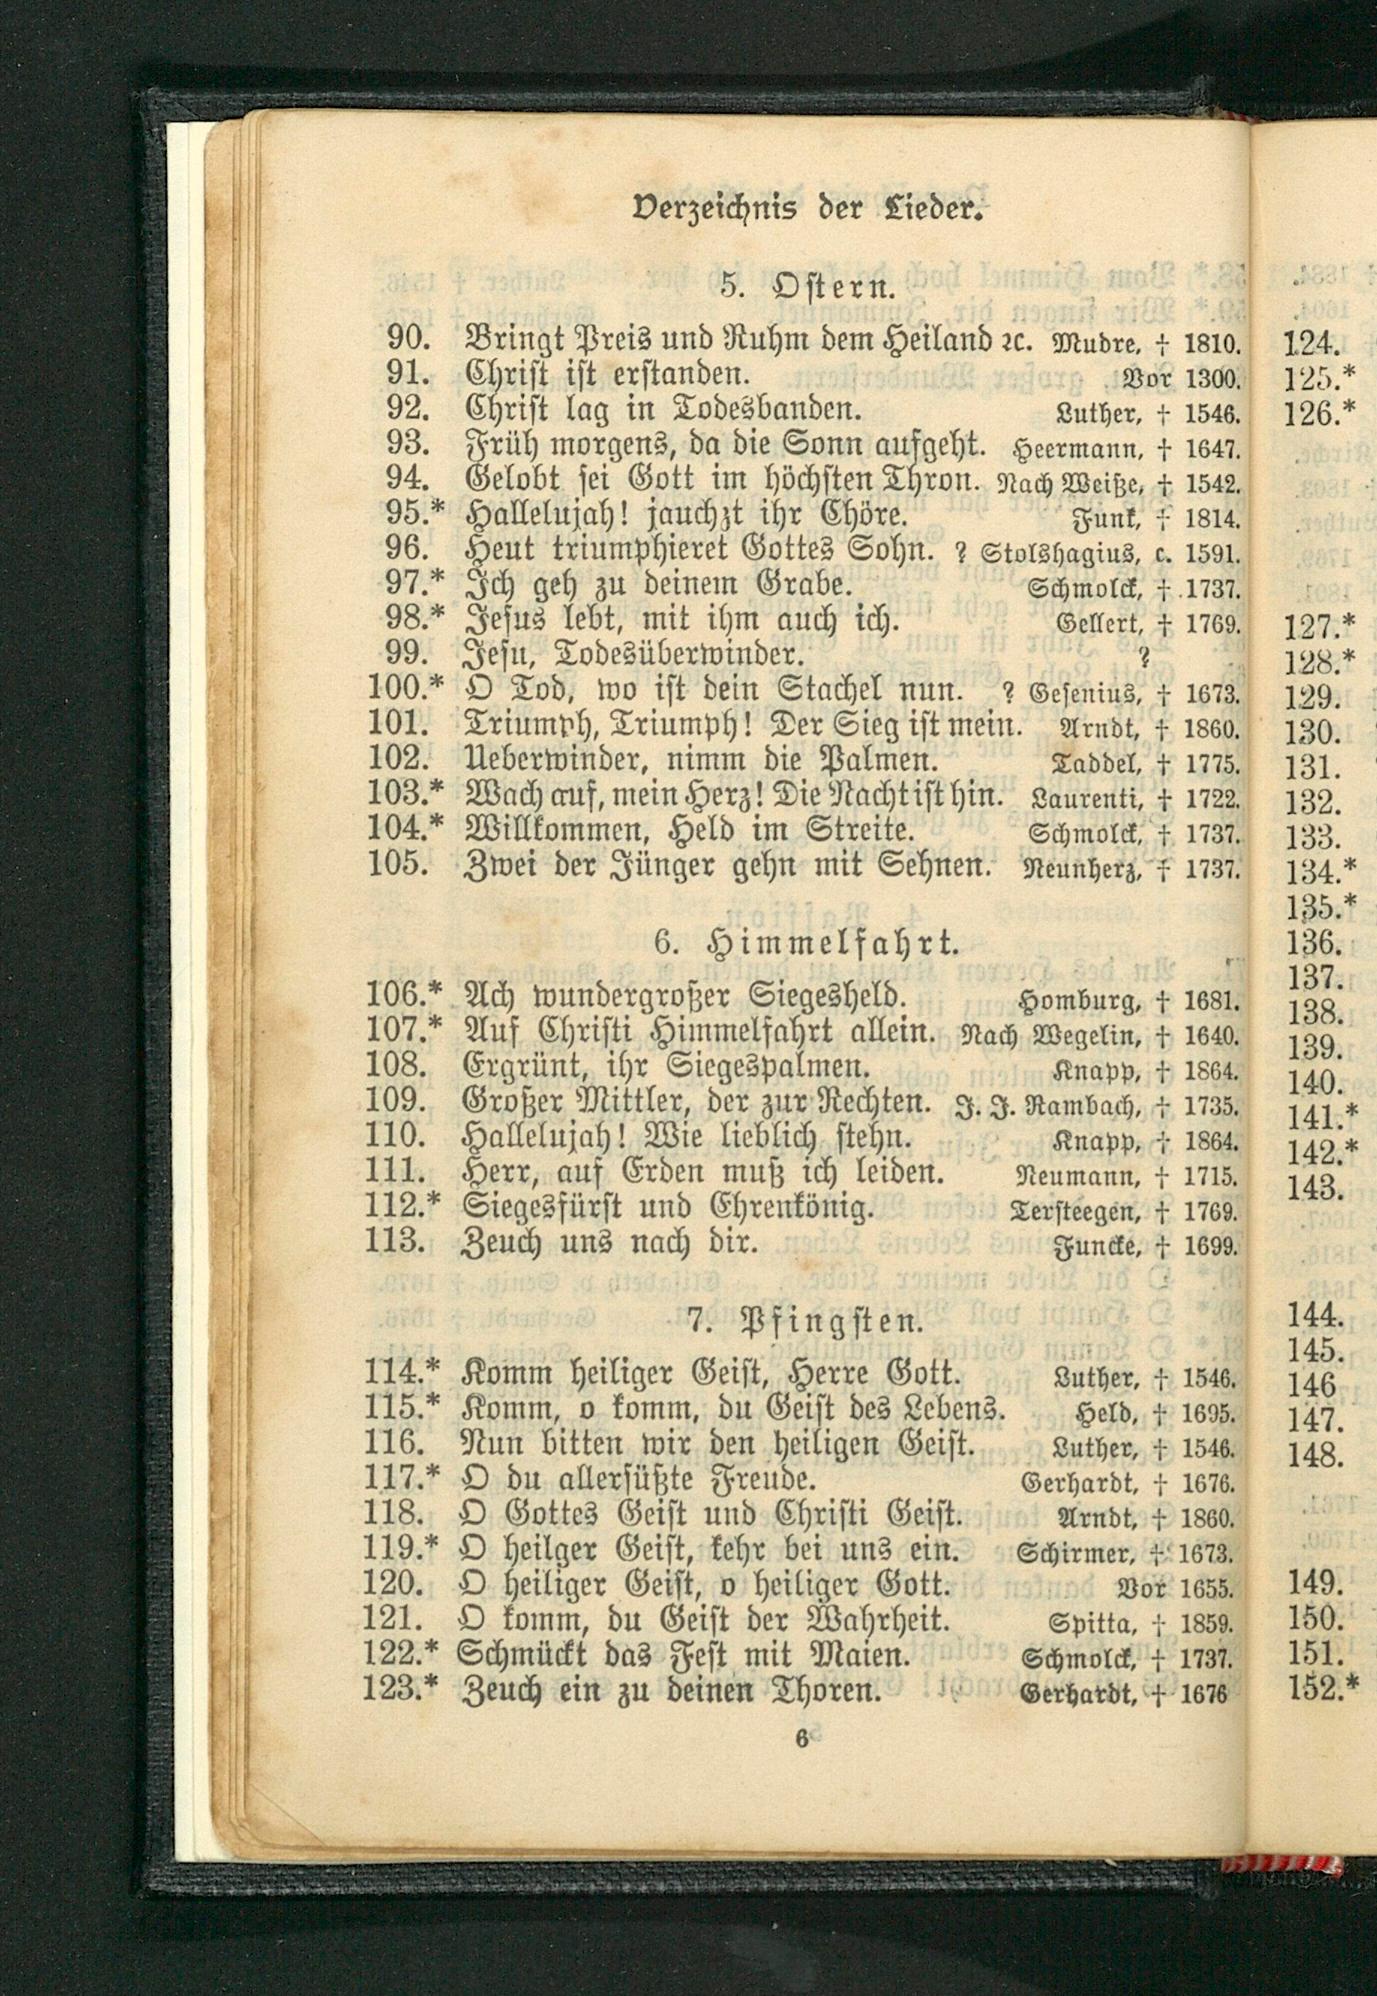 Verzeichnis der Lieder.
5. Ostern.
90. Bringt Preis und Ruhm dem Heiland ꝛc. Mudre, † 1810.
91. Christ ist erstanden. Vor 1300.
92. Christ lag in Todesbanden. Luther, † 1546.
93. Früh morgens, da die Sonn aufgeht. Heermann, † 1647.
94. Gelobt sei Gott im höchsten Thron. Nach Weiße, † 1542.
95.* Hallelujah! jauchzt ihr Chöre. Funk, † 1814.
96. Heut triumphieret Gottes Sohn. ? Stolshagius, c. 1591.
97.* Ich geh zu deinem Grabe. Schmolck, † 1737.
98.* Jesus lebt, mit ihm auch ich. Gellert, † 1769.
99. Jesu, Todesüberwinder. ?
100.* O Tod, wo ist dein Stachel nun. ? Gesenius, † 1673.
101. Triumph, Triumph! Der Sieg ist mein. Arndt, † 1860.
102. Ueberwinder, nimm die Palmen. Taddel, † 1775.
103.* Wach auf, mein Herz! Die Nacht ist hin. Laurenti, † 1722.
104.* Willkommen, Held im Streite. Schmolck, † 1737.
105. Zwei der Jünger gehn mit Sehnen. Neunherz, † 1737.
6. Himmelfahrt.
106.* Ach wundergroßer Siegesheld. Homburg, † 1681.
107.* Auf Christi Himmelfahrt allein. Nach Wegelin, † 1640.
108. Ergrünt, ihr Siegespalmen. Knapp, † 1864.
109. Großer Mittler, der zur Rechten. J. J. Rambach, † 1735.
110. Hallelujah! Wie lieblich stehn. Knapp, † 1864.
111. Herr, auf Erden muß ich leiden. Neumann, † 1715.
112.* Siegesfürst und Ehrenkönig. Tersteegen, † 1769.
113. Zeuch uns nach dir. Funcke, † 1699.
7. Pfingsten.
114.* Komm heiliger Geist, Herre Gott. Luther, † 1546.
115.* Komm, o komm, du Geist des Lebens. Held, † 1695.
116. Nun bitten wir den heiligen Geist. Luther, † 1546.
117.* O du allersüßte Freude. Gerhardt, † 1676.
118. O Gottes Geist und Christi Geist. Arndt, † 1860.
119.* O heilger Geist, kehr bei uns ein. Schirmer, † 1673.
120. O heiliger Geist, o heiliger Gott. Vor 1655.
121. O komm, du Geist der Wahrheit. Spitta, † 1859.
122.* Schmückt das Fest mit Maien. Schmolck, † 1737.
123.* Zeuch ein zu deinen Thoren. Gerhardt, † 1676
6
124.
125.*
126.*
127.*
128.*
129.
130.
131.
132.
133.
134.*
135.*
136.
137.
138.
139.
140.
141.*
142.*
143.
144.
145.
146
147.
148.
149.
150.
151.
152.*